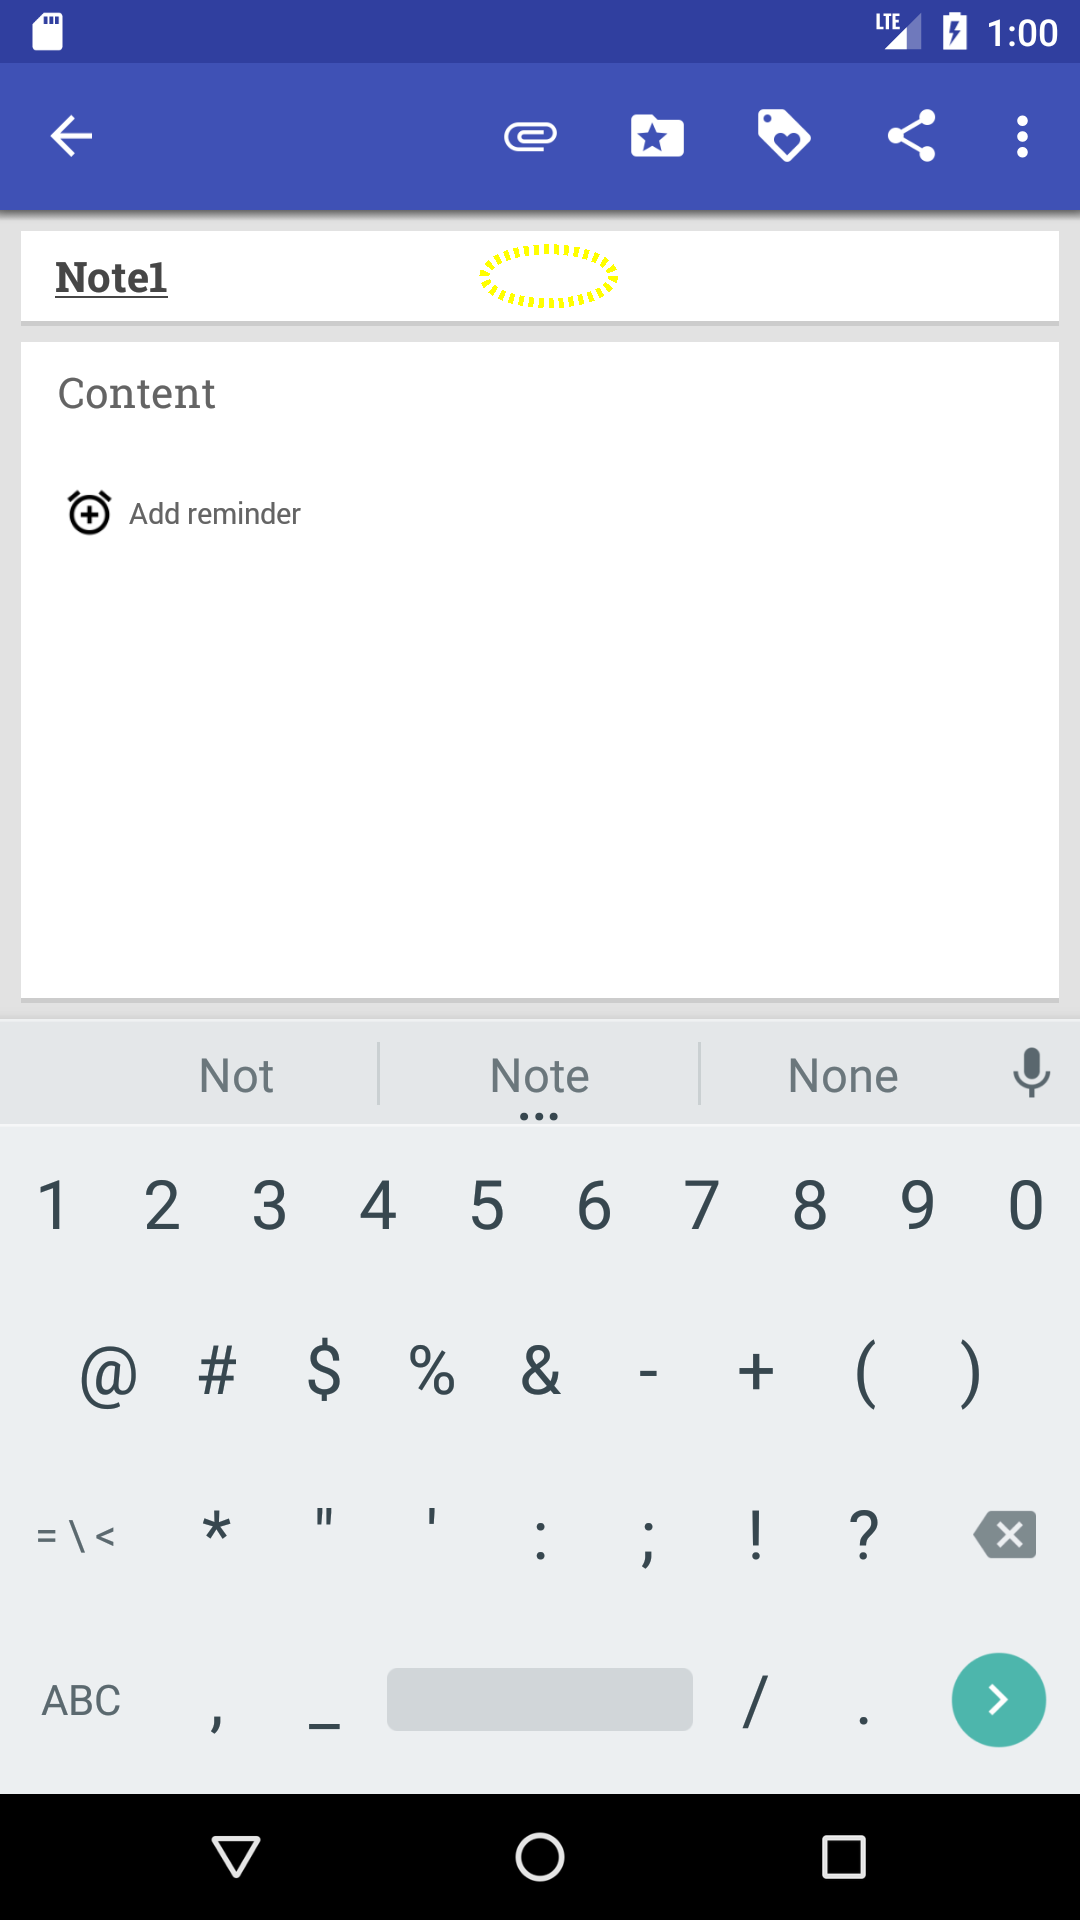 LTE 1:00
Note1
Content
Add reminder
Not Note None
1 2 3 4 5 6 7 8 9 0
@ # $ % & - + ( )
= \ < * " ' : ; ! ?
ABC , _ / .